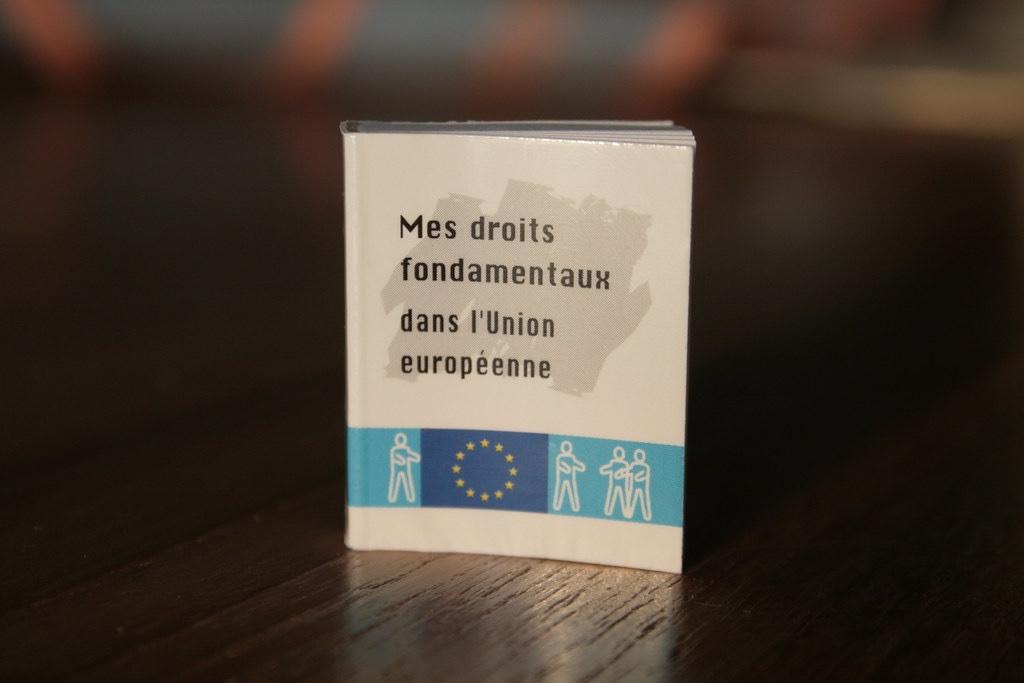 Mes droits
fondamentaux
dans l'Union
européenne